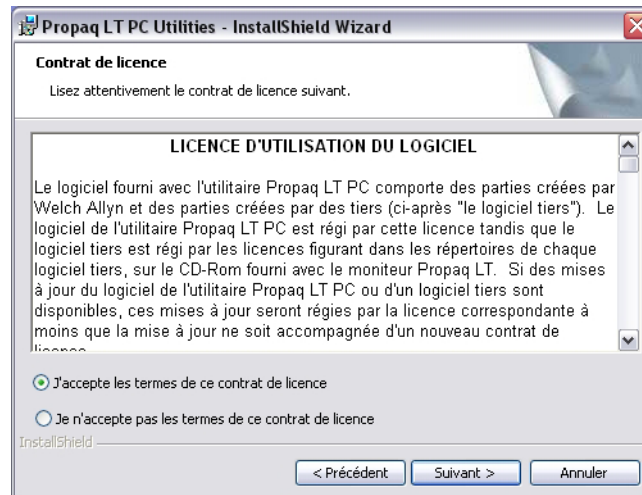 Propaq LT PC Utilities - InstallShield Wizard
Contrat de licence
Lisez attentivement le contrat de licence suivant.
LICENCE D'UTILISATION DU LOGICIEL
Le logiciel fourni avec l'utilitaire Propaq LT PC comporte des parties créées par
Welch Allyn et des parties créées par des tiers (ci-après "le logiciel tiers").  Le
logiciel de l'utilitaire Propaq LT PC est régi par cette licence tandis que le
logiciel tiers est régi par les licences figurant dans les répertoires de chaque
logiciel tiers, sur le CD-Rom fourni avec le moniteur Propaq LT.  Si des mises
à jour du logiciel de l'utilitaire Propaq LT PC ou d'un logiciel tiers sont
disponibles, ces mises à jour seront régies par la licence correspondante à
moins que la mise à jour ne soit accompagnée d'un nouveau contrat de
licence
J'accepte les termes de ce contrat de licence
Je n'accepte pas les termes de ce contrat de licence
InstallShield
< Précédent
Suivant >
Annuler